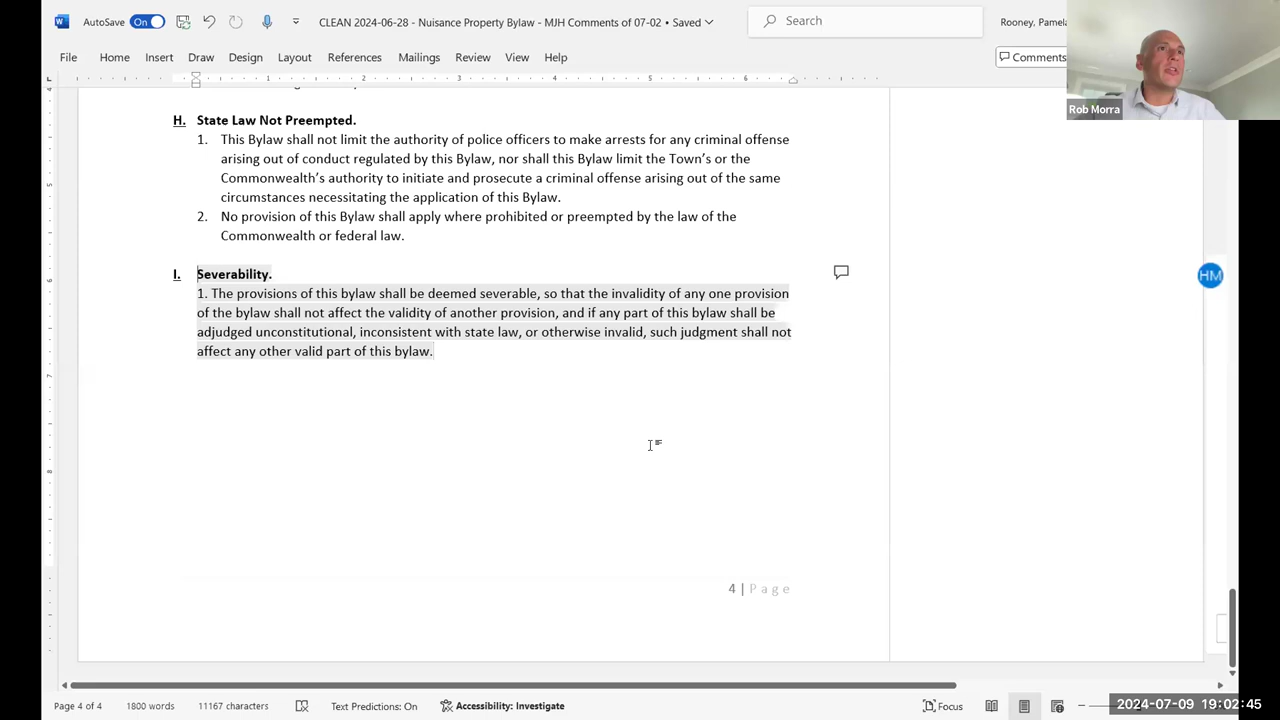 AutoSave On CLEAN 2024-06-28 - Nuisance Property Bylaw - MJH Comments of 07-02 • Saved Search Rooney, Pamela
File Home Insert Draw Design Layout References Mailings Review View Help Comments
Rob Morra
1 2 3 4 5 6
H. State Law Not Preempted.
1. This Bylaw shall not limit the authority of police officers to make arrests for any criminal offense
arising out of conduct regulated by this Bylaw, nor shall this Bylaw limit the Town's or the
Commonwealth's authority to initiate and prosecute a criminal offense arising out of the same
circumstances necessitating the application of this Bylaw.
2. No provision of this Bylaw shall apply where prohibited or preempted by the law of the
Commonwealth or federal law.
I. Severability.
HM
1. The provisions of this bylaw shall be deemed severable, so that the invalidity of any one provision
of the bylaw shall not affect the validity of another provision, and if any part of this bylaw shall be
adjudged unconstitutional, inconsistent with state law, or otherwise invalid, such judgment shall not
affect any other valid part of this bylaw.
4 | Page
Page 4 of 4 1800 words 11167 characters Text Predictions: On Accessibility: Investigate Focus
2024-07-09 19:02:45